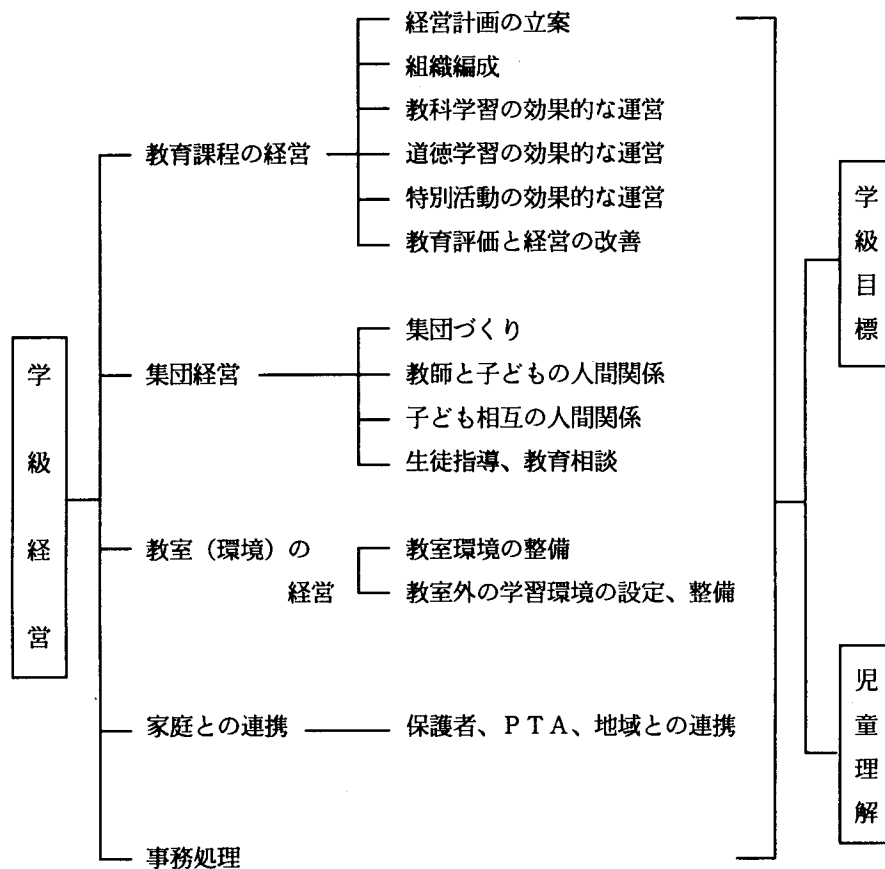 学級経営
教育課程の経営
経営計画の立案
組織編成
教科学習の効果的な運営
道徳学習の効果的な運営
特別活動の効果的な運営
教育評価と経営の改善
集団経営
集団づくり
教師と子どもの人間関係
子ども相互の人間関係
生徒指導、教育相談
教室（環境）の
経営
教室環境の整備
教室外の学習環境の設定、整備
家庭との連携
保護者、ＰＴＡ、地域との連携
事務処理
学級目標
児童理解